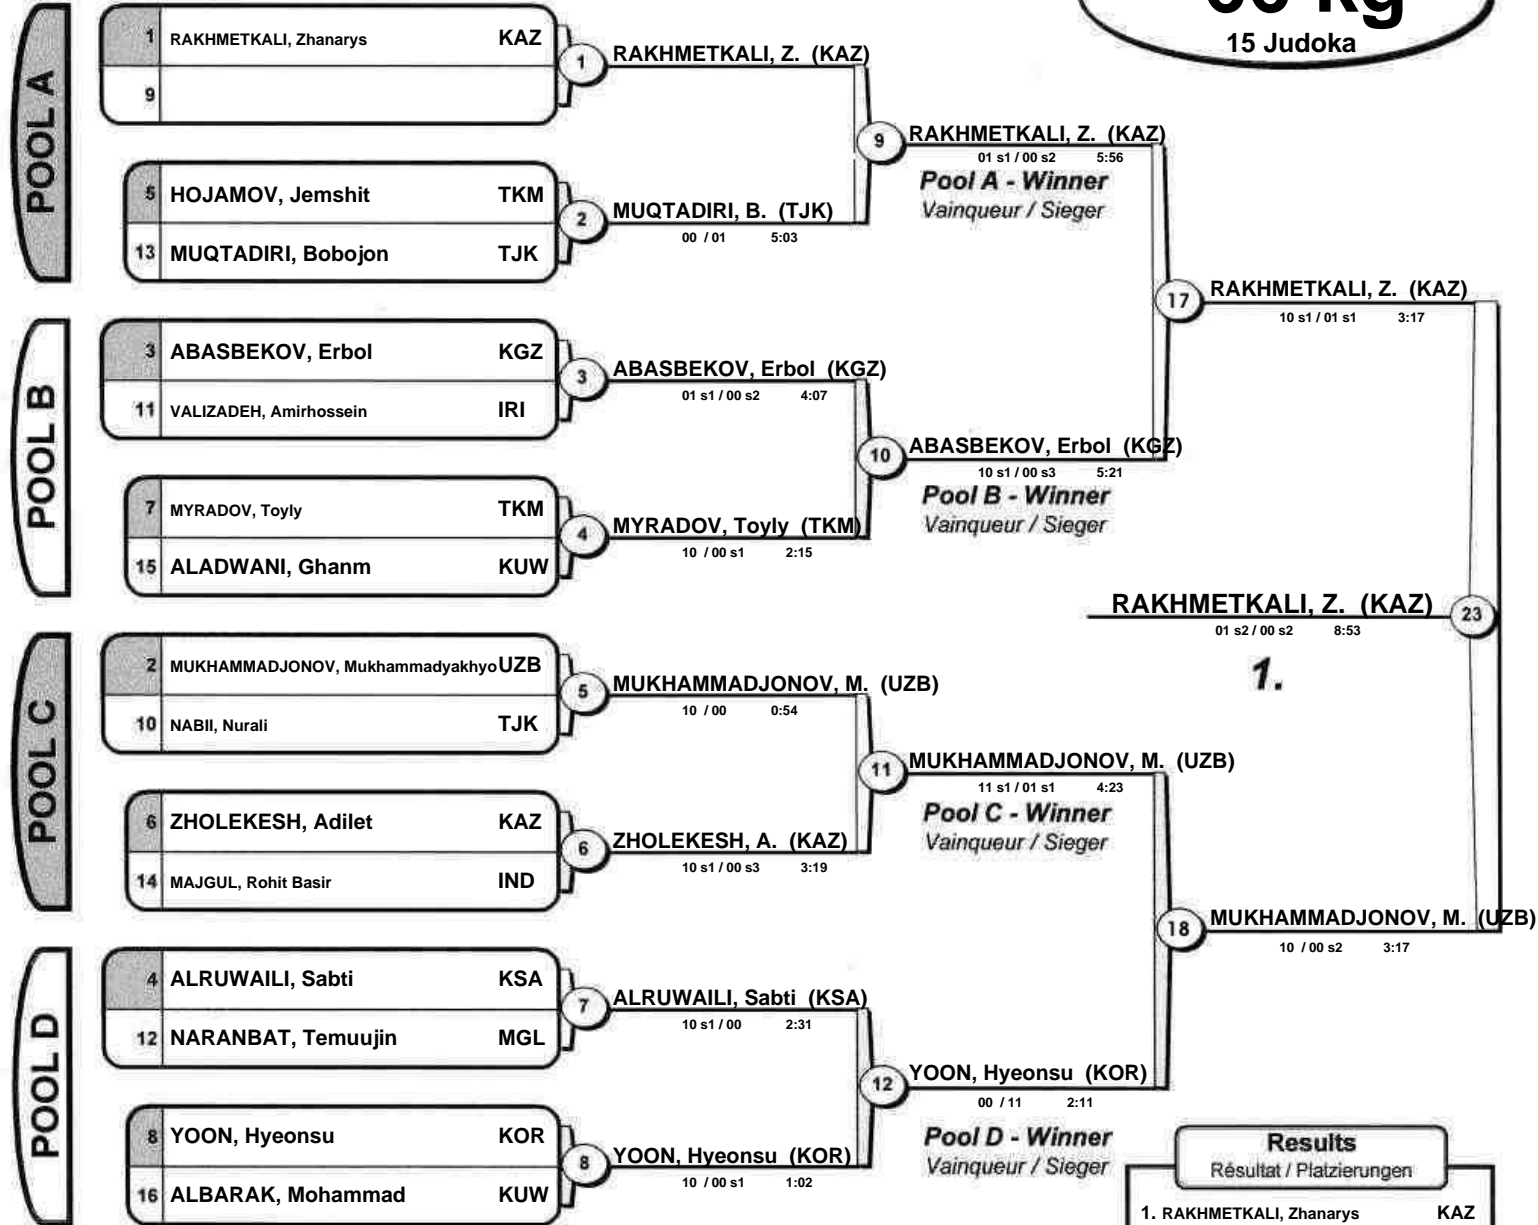 15 Judoka
POOL A
1 RAKHMETKALI, Zhanarys KAZ
9
1
RAKHMETKALI, Z. (KAZ)
5 HOJAMOV, Jemshit TKM
13 MUQTADIRI, Bobojon TJK
2
MUQTADIRI, B. (TJK)
00 / 01 5:03
9
RAKHMETKALI, Z. (KAZ)
01 s1 / 00 s2 5:56
Pool A - Winner
Vainqueur / Sieger
POOL B
3 ABASBEKOV, Erbol KGZ
11 VALIZADEH, Amirhossein IRI
3
ABASBEKOV, Erbol (KGZ)
01 s1 / 00 s2 4:07
7 MYRADOV, Toyly TKM
15 ALADWANI, Ghanm KUW
4
MYRADOV, Toyly (TKM)
10 / 00 s1 2:15
10
ABASBEKOV, Erbol (KGZ)
10 s1 / 00 s3 5:21
Pool B - Winner
Vainqueur / Sieger
17
RAKHMETKALI, Z. (KAZ)
10 s1 / 01 s1 3:17
RAKHMETKALI, Z. (KAZ)
23
01 s2 / 00 s2 8:53
1.
POOL C
2 MUKHAMMADJONOV, Mukhammadyakhyo UZB
10 NABII, Nurali TJK
5
MUKHAMMADJONOV, M. (UZB)
10 / 00 0:54
6 ZHOLEKESH, Adilet KAZ
14 MAJGUL, Rohit Basir IND
6
ZHOLEKESH, A. (KAZ)
10 s1 / 00 s3 3:19
11
MUKHAMMADJONOV, M. (UZB)
11 s1 / 01 s1 4:23
Pool C - Winner
Vainqueur / Sieger
18
MUKHAMMADJONOV, M. (UZB)
10 / 00 s2 3:17
POOL D
4 ALRUWAILI, Sabti KSA
12 NARANBAT, Temuujin MGL
7
ALRUWAILI, Sabti (KSA)
10 s1 / 00 2:31
8 YOON, Hyeonsu KOR
16 ALBARAK, Mohammad KUW
8
YOON, Hyeonsu (KOR)
10 / 00 s1 1:02
12
YOON, Hyeonsu (KOR)
00 / 11 2:11
Pool D - Winner
Vainqueur / Sieger
Results
Résultat / Platzierungen
1. RAKHMETKALI, Zhanarys KAZ